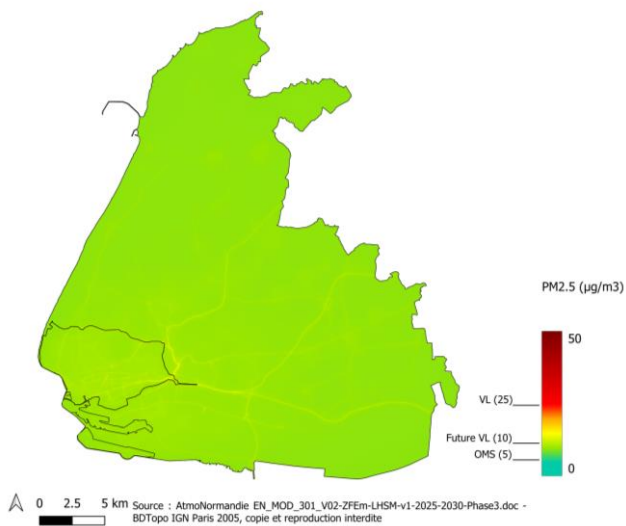 PM2.5 (µg/m3)
50
VL (25)
Future VL (10)
OMS (5)
0
0 2.5 5 km Source : AtmoNormandie EN_MOD_301_V02-ZFEm-LHSM-v1-2025-2030-Phase3.doc -
BDTopo IGN Paris 2005, copie et reproduction interdite